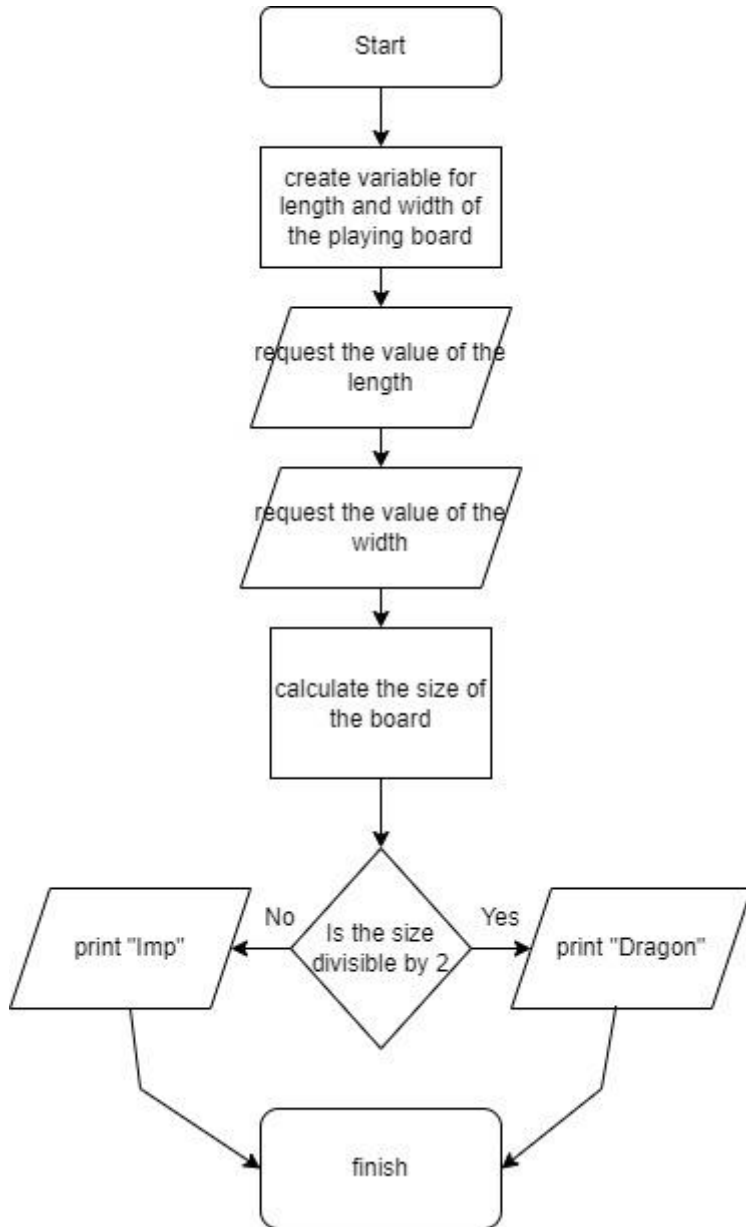 Start
create variable for
length and width of
the playing board
request the value of the
length
request the value of the
width
calculate the size of
the board
No
Yes
print "Imp"
Is the size
divisible by 2
print "Dragon"
finish